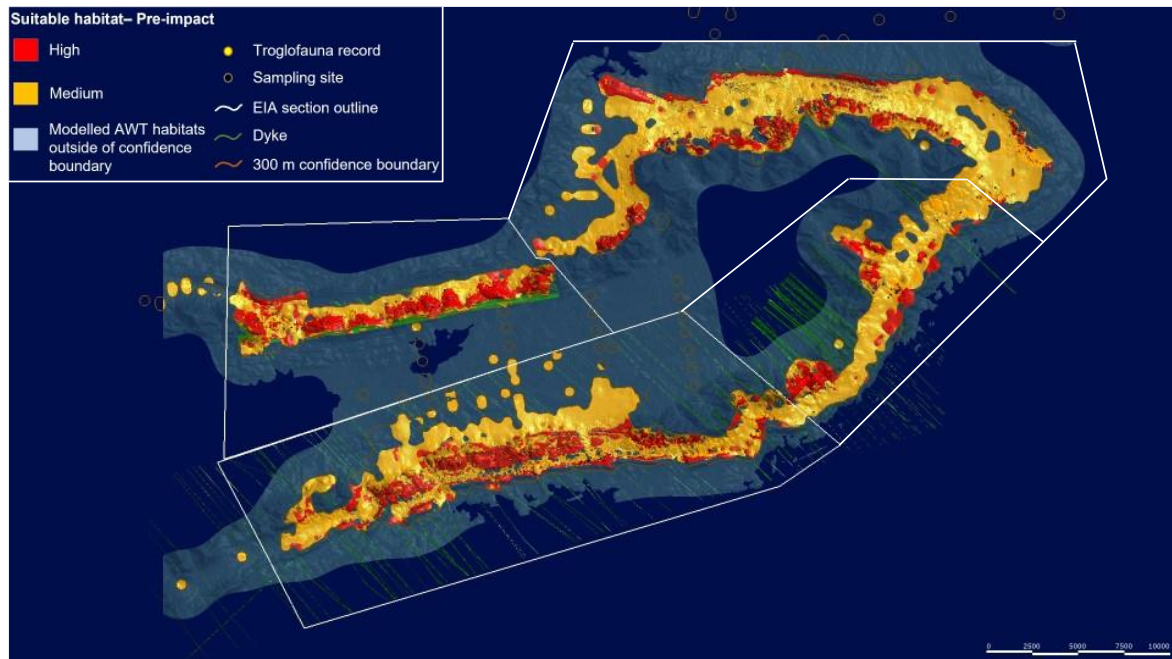 Suitable habitat– Pre-impact
High
Medium
Modelled AWT habitats
outside of confidence
boundary
Troglofauna record
Sampling site
EIA section outline
Dyke
300 m confidence boundary
0 2500 5000 7500 10000